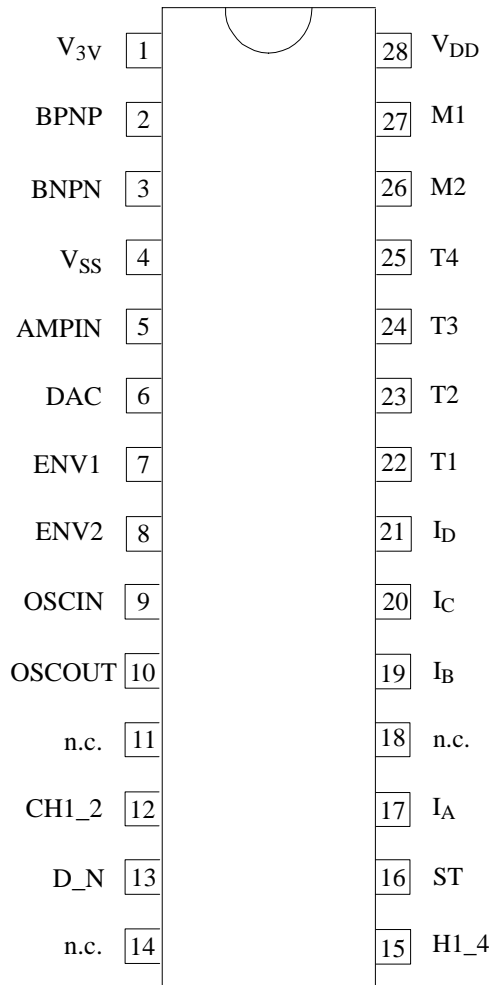 V3V 1 28 VDD
BPNP 2 27 M1
BNPN 3 26 M2
VSS 4 25 T4
AMPIN 5 24 T3
DAC 6 23 T2
ENV1 7 22 T1
ENV2 8 21 ID
OSCIN 9 20 IC
OSCOUT 10 19 IB
n.c. 11 18 n.c.
CH1_2 12 17 IA
D_N 13 16 ST
n.c. 14 15 H1_4